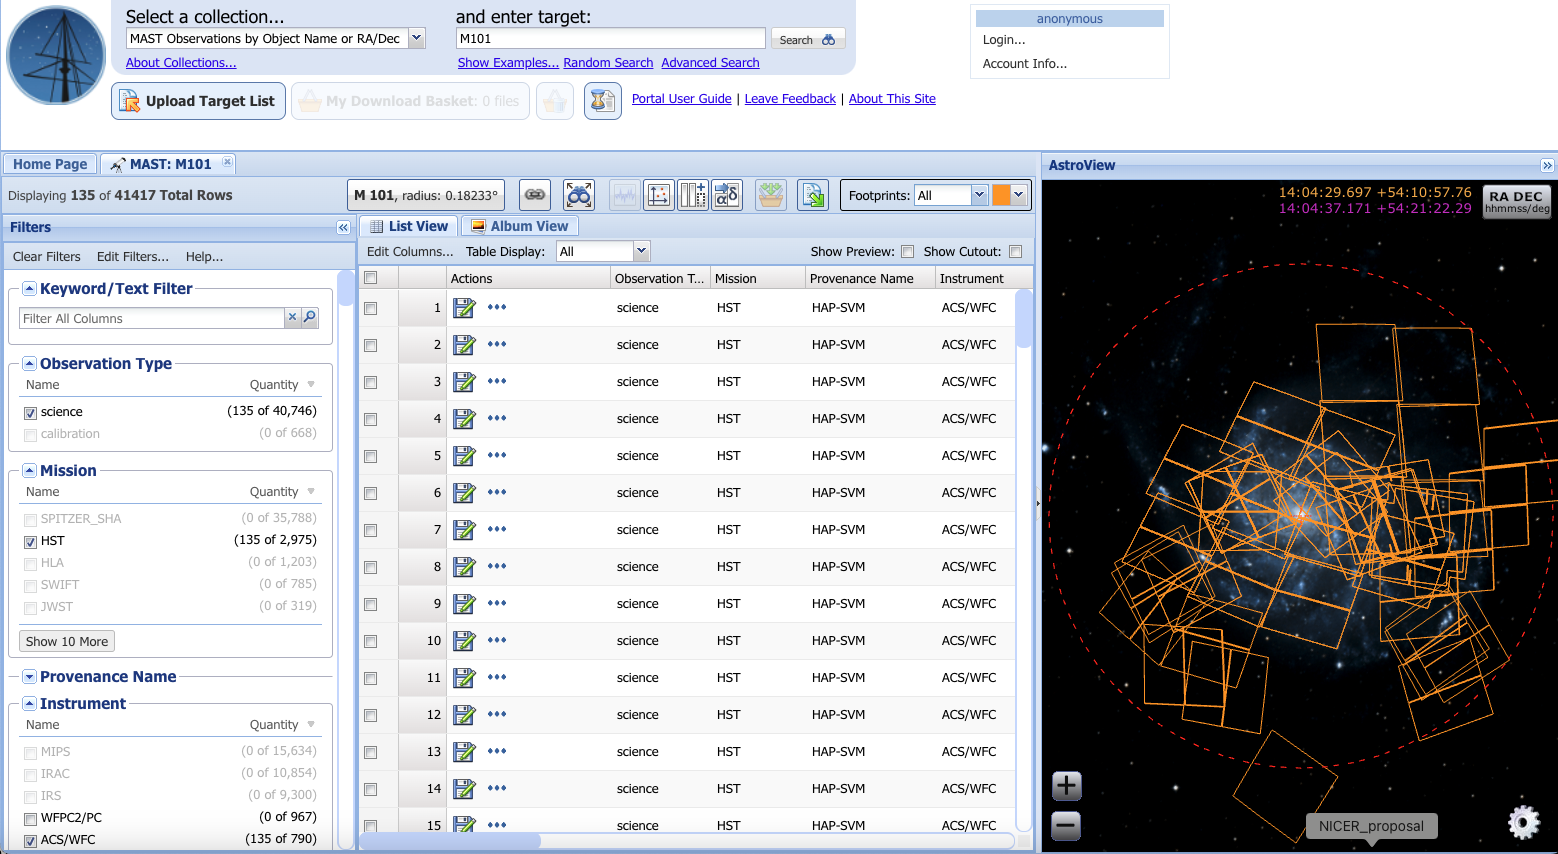 Select a collection... and enter target:
MAST Observations by Object Name or RA/Dec M101 Search
About Collections... Show Examples... Random Search Advanced Search
anonymous
Login...
Account Info...
Upload Target List My Download Basket: 0 files Portal User Guide | Leave Feedback | About This Site
Home Page MAST: M101
Displaying 135 of 41417 Total Rows M 101, radius: 0.18233° Footprints: All
Filters
Clear Filters Edit Filters... Help...
Keyword/Text Filter
Filter All Columns
Observation Type
Name Quantity
science (135 of 40,746)
calibration (0 of 668)
Mission
Name Quantity
SPITZER_SHA (0 of 35,788)
HST (135 of 2,975)
HLA (0 of 1,203)
SWIFT (0 of 785)
JWST (0 of 319)
Show 10 More
Provenance Name
Instrument
Name Quantity
MIPS (0 of 15,634)
IRAC (0 of 10,854)
IRS (0 of 9,300)
WFPC2/PC (0 of 967)
ACS/WFC (135 of 790)
List View Album View
Edit Columns... Table Display: All Show Preview: Show Cutout:
Actions Observation T... Mission Provenance Name Instrument
1 science HST HAP-SVM ACS/WFC
2 science HST HAP-SVM ACS/WFC
3 science HST HAP-SVM ACS/WFC
4 science HST HAP-SVM ACS/WFC
5 science HST HAP-SVM ACS/WFC
6 science HST HAP-SVM ACS/WFC
7 science HST HAP-SVM ACS/WFC
8 science HST HAP-SVM ACS/WFC
9 science HST HAP-SVM ACS/WFC
10 science HST HAP-SVM ACS/WFC
11 science HST HAP-SVM ACS/WFC
12 science HST HAP-SVM ACS/WFC
13 science HST HAP-SVM ACS/WFC
14 science HST HAP-SVM ACS/WFC
15 science HST HAP-SVM ACS/WFC
AstroView
14:04:29.697 +54:10:57.76
14:04:37.171 +54:21:22.29
RA DEC
hhmmss/deg
NICER_proposal